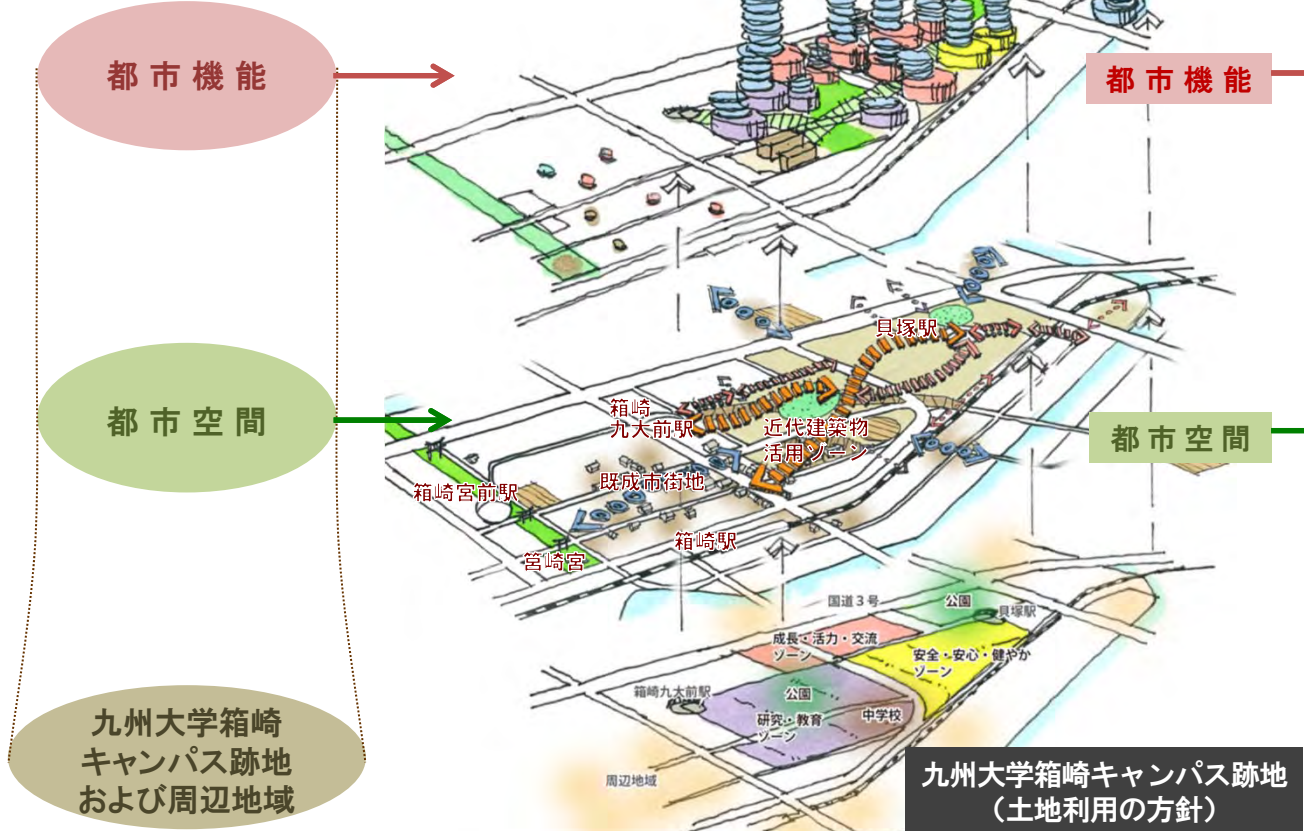 都市機能
都市機能
貝塚駅
箱崎
九大前駅
近代建築物
活用ゾーン
都市空間
都市空間
既成市街地
箱崎宮前駅
箱崎駅
筥崎宮
国道3号
公園
貝塚駅
成長・活力・交流
ゾーン
安全・安心・健やか
ゾーン
箱崎九大前駅
公園
研究・教育
ゾーン
中学校
周辺地域
九州大学箱崎
キャンパス跡地
および周辺地域
九州大学箱崎キャンパス跡地
(土地利用の方針)